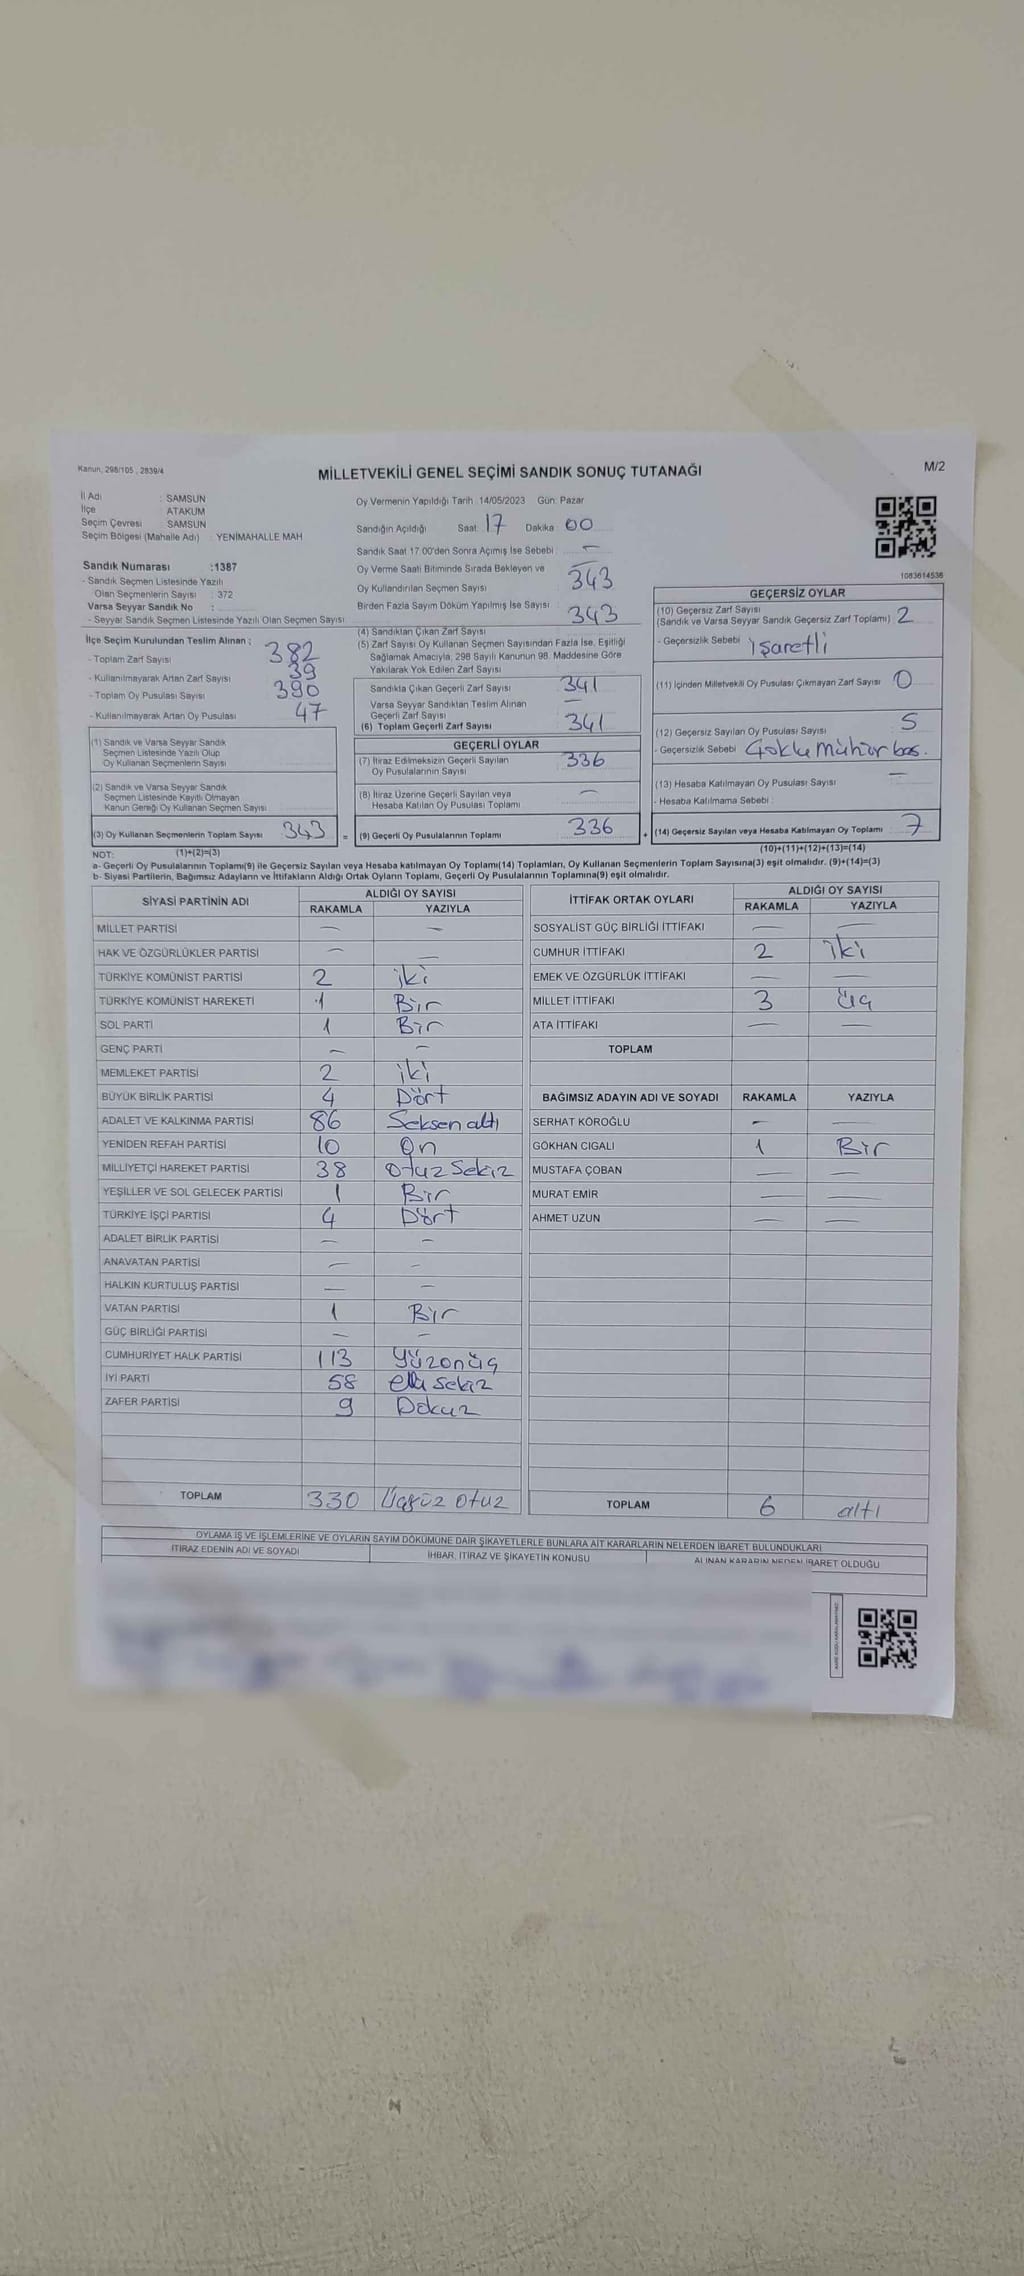 Kanun, 298/105 , 2839/4
MİLLETVEKİLİ GENEL SEÇİMİ SANDIK SONUÇ TUTANAĞI
M/2
İl Adı : SAMSUN
İlçe ATAKUM
Seçim Çevresi : SAMSUN
Seçim Bölgesi (Mahalle Adı) : YENİMAHALLE MAH
Sandık Numarası :1387
- Sandık Seçmen Listesinde Yazılı
Olan Seçmenlerin Sayısı : 372
Varsa Seyyar Sandık No :
- Seyyar Sandık Seçmen Listesinde Yazılı Olan Seçmen Sayısı
İlçe Seçim Kurulundan Teslim Alınan ;
- Toplam Zarf Sayısı 382
- Kullanılmayarak Artan Zarf Sayısı 39
- Toplam Oy Pusulası Sayısı 390
- Kullanılmayarak Artan Oy Pusulası 47
(1) Sandık ve Varsa Seyyar Sandık
Seçmen Listesinde Yazılı Olup
Oy Kullanan Seçmenlerin Sayısı
(2) Sandık ve Varsa Seyyar Sandık
Seçmen Listesinde Kayıtlı Olmayan
Kanun Gereği Oy Kullanan Seçmen Sayısı
(3) Oy Kullanan Seçmenlerin Toplam Sayısı 343 =
(1)+(2)=(3)
Oy Vermenin Yapıldığı Tarih :14/05/2023 Gün: Pazar
Sandığın Açıldığı Saat 17 Dakika 00
Sandık Saat 17.00'den Sonra Açımış İse Sebebi : —
Oy Verme Saati Bitiminde Sırada Bekleyen ve —
Oy Kullandırılan Seçmen Sayısı 343
Birden Fazla Sayım Döküm Yapılmış İse Sayısı
(4) Sandıktan Çıkan Zarf Sayısı 343
(5) Zarf Sayısı Oy Kullanan Seçmen Sayısından Fazla İse, Eşitliği
Sağlamak Amacıyla, 298 Sayılı Kanunun 98. Maddesine Göre
Yakılarak Yok Edilen Zarf Sayısı
Sandıkta Çıkan Geçerli Zarf Sayısı 341
Varsa Seyyar Sandıktan Teslim Alınan
Geçerli Zarf Sayısı —
(6) Toplam Geçerli Zarf Sayısı 341
GEÇERLİ OYLAR
(7) İtiraz Edilmeksizin Geçerli Sayılan
Oy Pusulalarının Sayısı 336
(8) İtiraz Üzerine Geçerli Sayılan veya
Hesaba Katılan Oy Pusulası Toplamı —
(9) Geçerli Oy Pusulalarının Toplamı 336 +
1083614536
GEÇERSİZ OYLAR
(10) Geçersiz Zarf Sayısı
(Sandık ve Varsa Seyyar Sandık Geçersiz Zarf Toplamı) 2
- Geçersizlik Sebebi işaretli
(11) İçinden Milletvekili Oy Pusulası Çıkmayan Zarf Sayısı 0
(12) Geçersiz Sayılan Oy Pusulası Sayısı 5
- Geçersizlik Sebebi Çoklu Mühür bas.
(13) Hesaba Katılmayan Oy Pusulası Sayısı —
- Hesaba Katılmama Sebebi :
(14) Geçersiz Sayılan veya Hesaba Katılmayan Oy Toplamı 7
(10)+(11)+(12)+(13)=(14)
NOT:
a- Geçerli Oy Pusulalarının Toplamı(9) ile Geçersiz Sayılan veya Hesaba katılmayan Oy Toplamı(14) Toplamları, Oy Kullanan Seçmenlerin Toplam Sayısına(3) eşit olmalıdır. (9)+(14)=(3)
b- Siyasi Partilerin, Bağımsız Adayların ve İttifakların Aldığı Ortak Oyların Toplamı, Geçerli Oy Pusulalarının Toplamına(9) eşit olmalıdır.
SİYASİ PARTİNİN ADI ALDIĞI OY SAYISI
RAKAMLA YAZIYLA
MİLLET PARTİSİ — —
HAK VE ÖZGÜRLÜKLER PARTİSİ — —
TÜRKİYE KOMÜNİST PARTİSİ 2 iki
TÜRKİYE KOMÜNİST HAREKETİ 1 Bir
SOL PARTİ 1 Bir
GENÇ PARTİ — —
MEMLEKET PARTİSİ 2 iki
BÜYÜK BİRLİK PARTİSİ 4 Dört
ADALET VE KALKINMA PARTİSİ 86 Seksen altı
YENİDEN REFAH PARTİSİ 10 On
MİLLİYETÇİ HAREKET PARTİSİ 38 Otuz Sekiz
YEŞİLLER VE SOL GELECEK PARTİSİ 1 Bir
TÜRKİYE İŞÇİ PARTİSİ 4 Dört
ADALET BİRLİK PARTİSİ — —
ANAVATAN PARTİSİ — —
HALKIN KURTULUŞ PARTİSİ — —
VATAN PARTİSİ 1 Bir
GÜÇ BİRLİĞİ PARTİSİ — —
CUMHURİYET HALK PARTİSİ 113 Yüzonüç
İYİ PARTİ 58 elli sekiz
ZAFER PARTİSİ 9 Dokuz
TOPLAM 330 Üçyüz otuz
İTTİFAK ORTAK OYLARI ALDIĞI OY SAYISI
RAKAMLA YAZIYLA
SOSYALİST GÜÇ BİRLİĞİ İTTİFAKI — —
CUMHUR İTTİFAKI 2 iki
EMEK VE ÖZGÜRLÜK İTTİFAKI — —
MİLLET İTTİFAKI 3 üç
ATA İTTİFAKI — —
TOPLAM
BAĞIMSIZ ADAYIN ADI VE SOYADI RAKAMLA YAZIYLA
SERHAT KÖROĞLU — —
GÖKHAN CIGALI 1 Bir
MUSTAFA ÇOBAN — —
MURAT EMİR — —
AHMET UZUN — —
TOPLAM 6 altı
OYLAMA İŞ VE İŞLEMLERİNE VE OYLARIN SAYIM DÖKÜMÜNE DAİR ŞİKAYETLERLE BUNLARA AİT KARARLARIN NELERDEN İBARET BULUNDUKLARI
İTİRAZ EDENİN ADI VE SOYADI İHBAR, İTİRAZ VE ŞİKAYETİN KONUSU ALINAN KARARIN NEDEN İBARET OLDUĞU